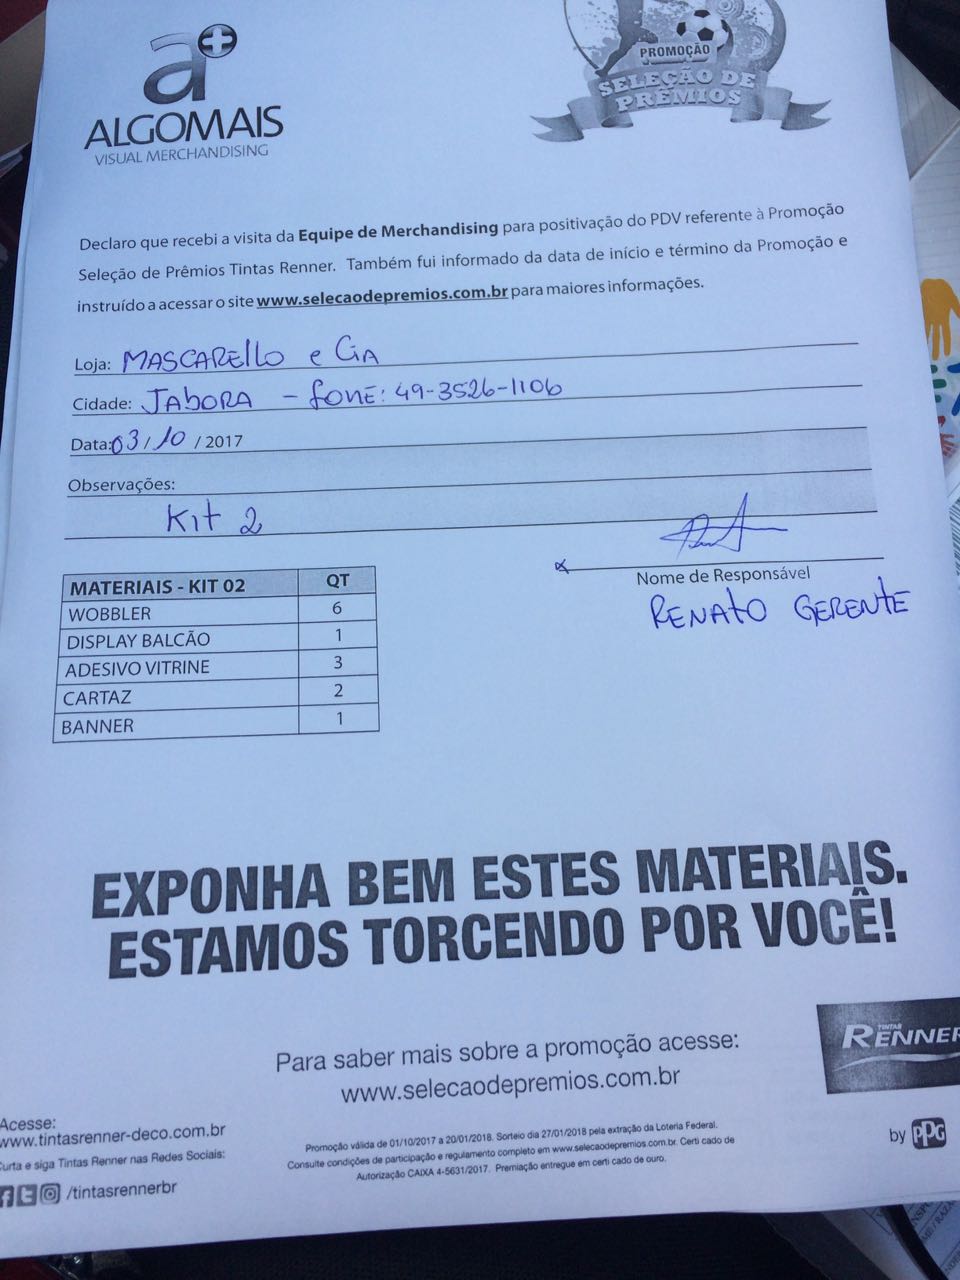 a+
ALGOMAIS
VISUAL MERCHANDISING
PROMOÇÃO
SELEÇÃO DE
PRÊMIOS
Declaro que recebi a visita da Equipe de Merchandising para positivação do PDV referente à Promoção
Seleção de Prêmios Tintas Renner. Também fui informado da data de início e término da Promoção e
instruído a acessar o site www.selecaodepremios.com.br para maiores informações.
Loja: MASCARELLO e CIA
Cidade: JABORA - fone: 49-3526-1106
Data: 03/10/2017
Observações:
Kit 2
Nome de Responsável
RENATO GERENTE
MATERIAIS - KIT 02 QT
WOBBLER 6
DISPLAY BALCÃO 1
ADESIVO VITRINE 3
CARTAZ 2
BANNER 1
EXPONHA BEM ESTES MATERIAIS.
ESTAMOS TORCENDO POR VOCÊ!
Para saber mais sobre a promoção acesse:
www.selecaodepremios.com.br
TINTAS
RENNER
Acesse:
www.tintasrenner-deco.com.br
Curta e siga Tintas Renner nas Redes Sociais:
/tintasrennerbr
Promoção válida de 01/10/2017 a 20/01/2018. Sorteio dia 27/01/2018 pela extração da Loteria Federal.
Consulte condições de participação e regulamento completo em www.selecaodepremios.com.br. Certi cado de
Autorização CAIXA 4-5631/2017. Premiação entregue em certi cado de ouro.
by PPG